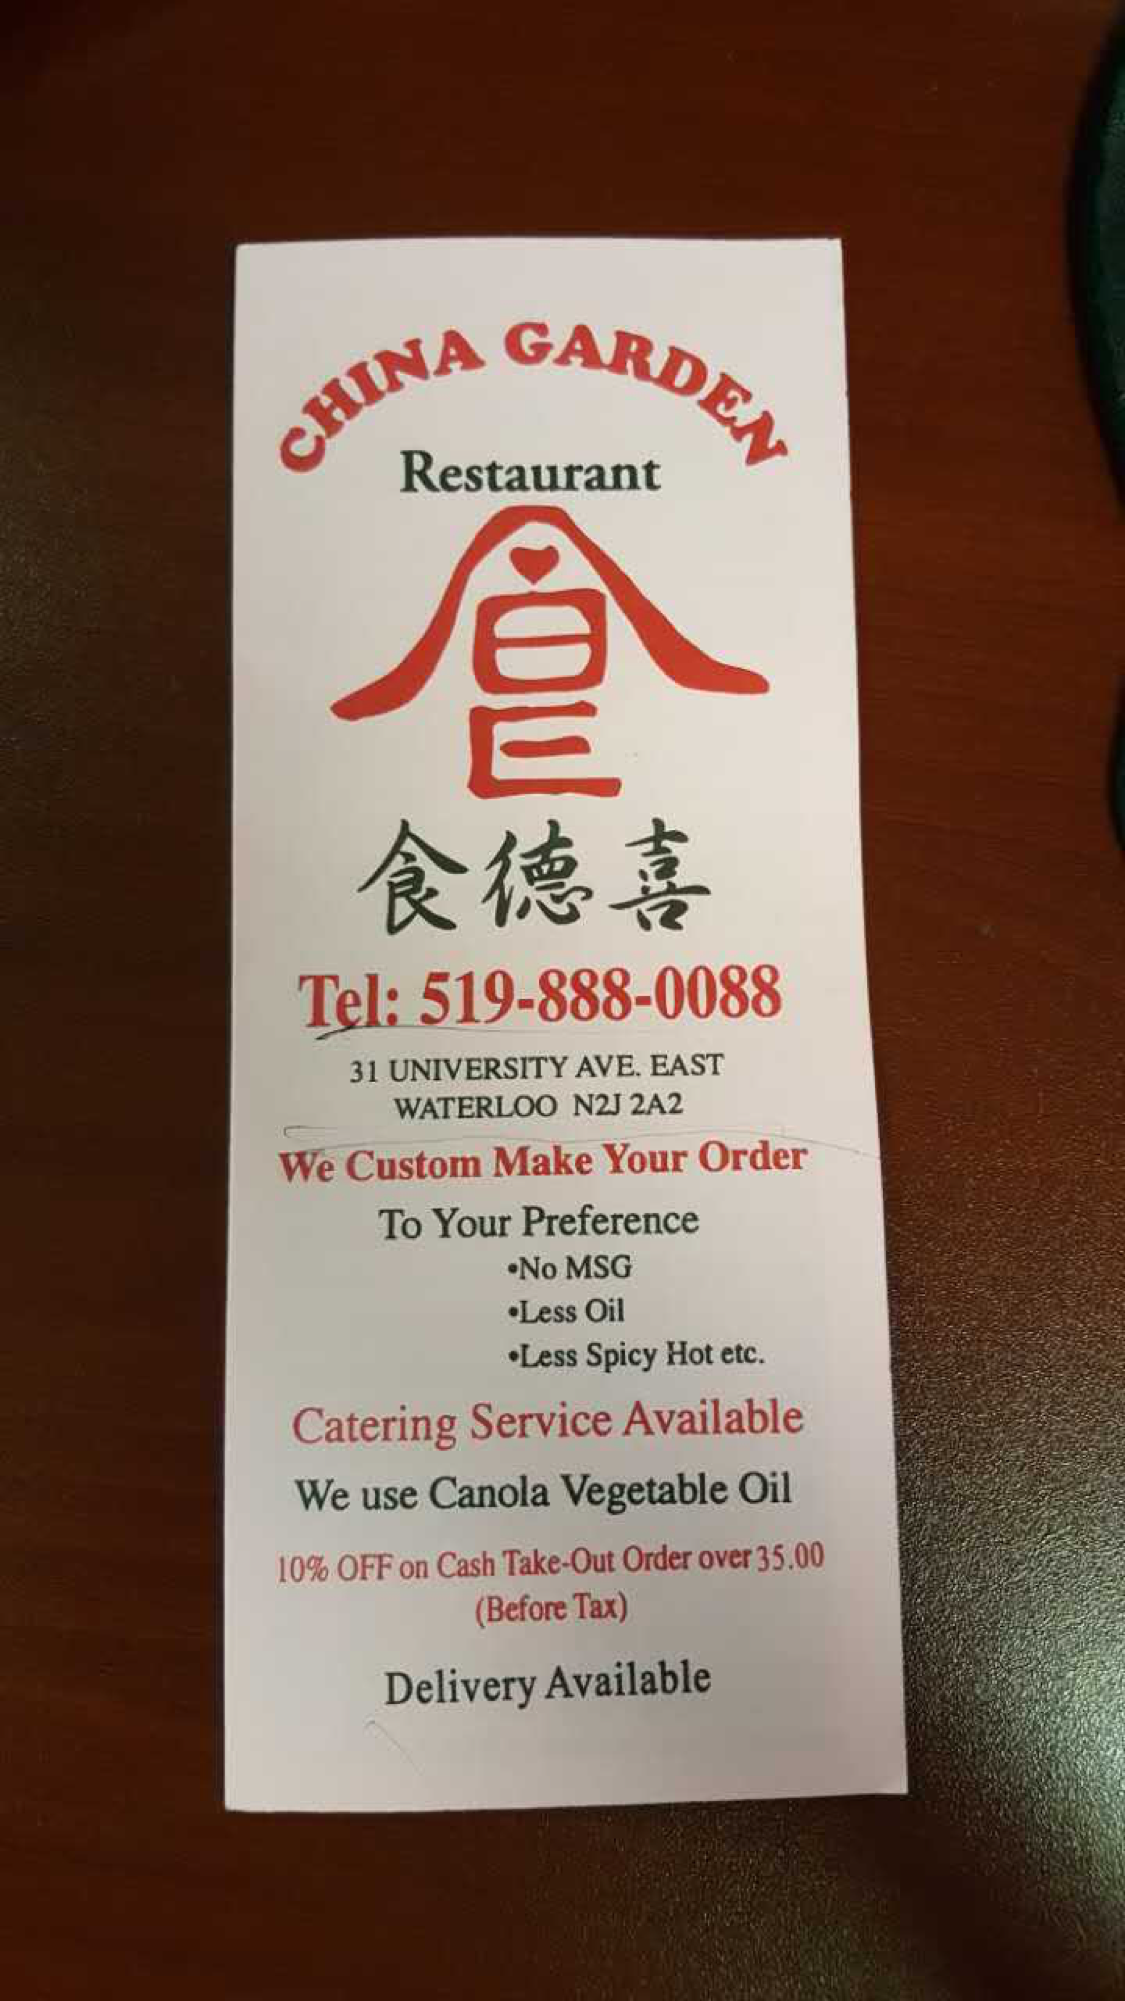 CHINA GARDEN
Restaurant
食
食德喜
Tel: 519-888-0088
31 UNIVERSITY AVE. EAST
WATERLOO N2J 2A2
We Custom Make Your Order
To Your Preference
•No MSG
•Less Oil
•Less Spicy Hot etc.
Catering Service Available
We use Canola Vegetable Oil
10% OFF on Cash Take-Out Order over 35.00
(Before Tax)
Delivery Available